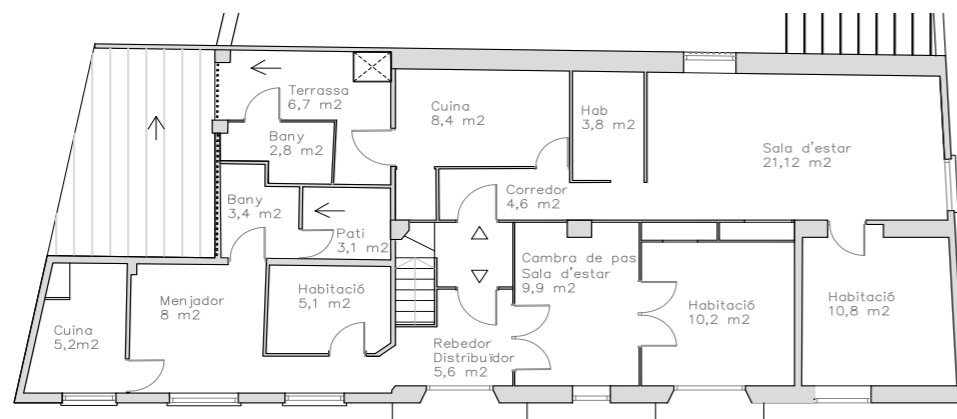 Terrassa
6,7 m2
Cuina
8,4 m2
Hab
3,8 m2
Bany
2,8 m2
Sala d'estar
21,12 m2
Bany
3,4 m2
Corredor
4,6 m2
Pati
3,1 m2
Cambra de pas
Sala d'estar
9,9 m2
Menjador
8 m2
Habitació
5,1 m2
Habitació
10,2 m2
Habitació
10,8 m2
Cuina
5,2m2
Rebedor
Distribuïdor
5,6 m2